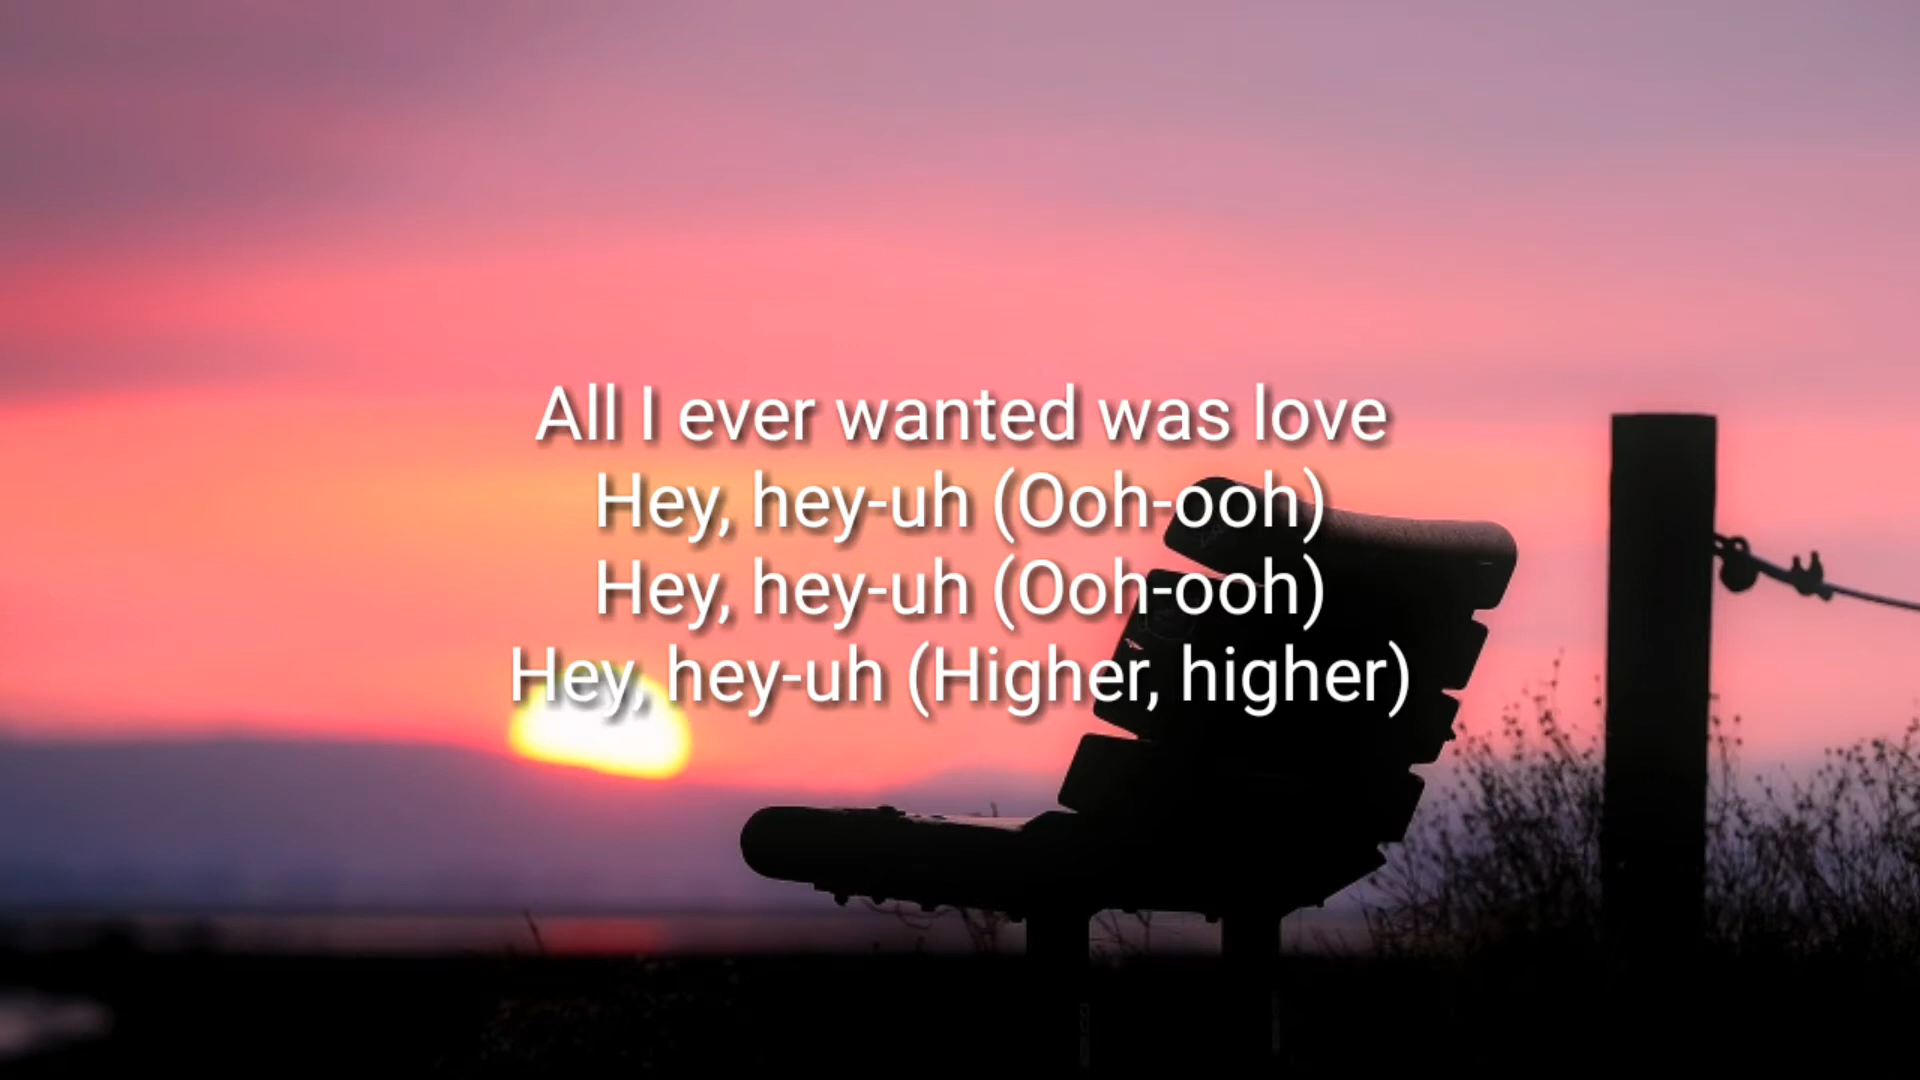 All I ever wanted was love
Hey, hey-uh (Ooh-ooh)
Hey, hey-uh (Ooh-ooh)
Hey, hey-uh (Higher, higher)